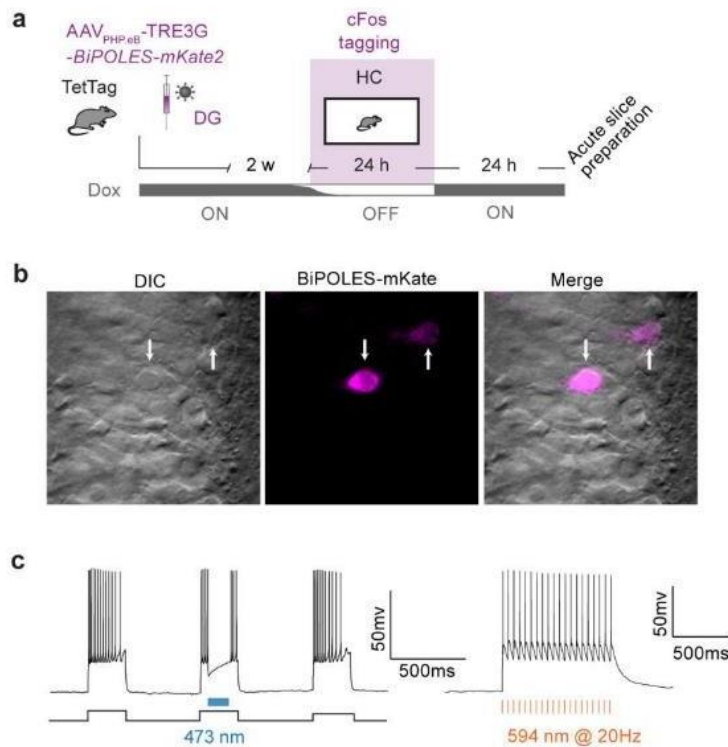 a
AAVPHP.eB-TRE3G
-BiPOLES-mKate2
TetTag
DG
cFos
tagging
HC
2 w
24 h
24 h
Acute slice
preparation
Dox
ON
OFF
ON
b
DIC
BiPOLES-mKate
Merge
c
50mv
500ms
473 nm
50mv
500ms
594 nm @ 20Hz